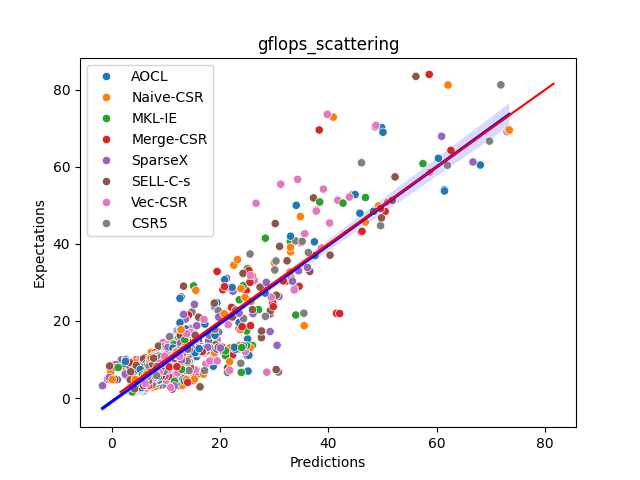 gflops_scattering
AOCL
Naive-CSR
MKL-IE
Merge-CSR
SparseX
SELL-C-s
Vec-CSR
CSR5
80
60
40
20
0
Expectations
0 20 40 60 80
Predictions